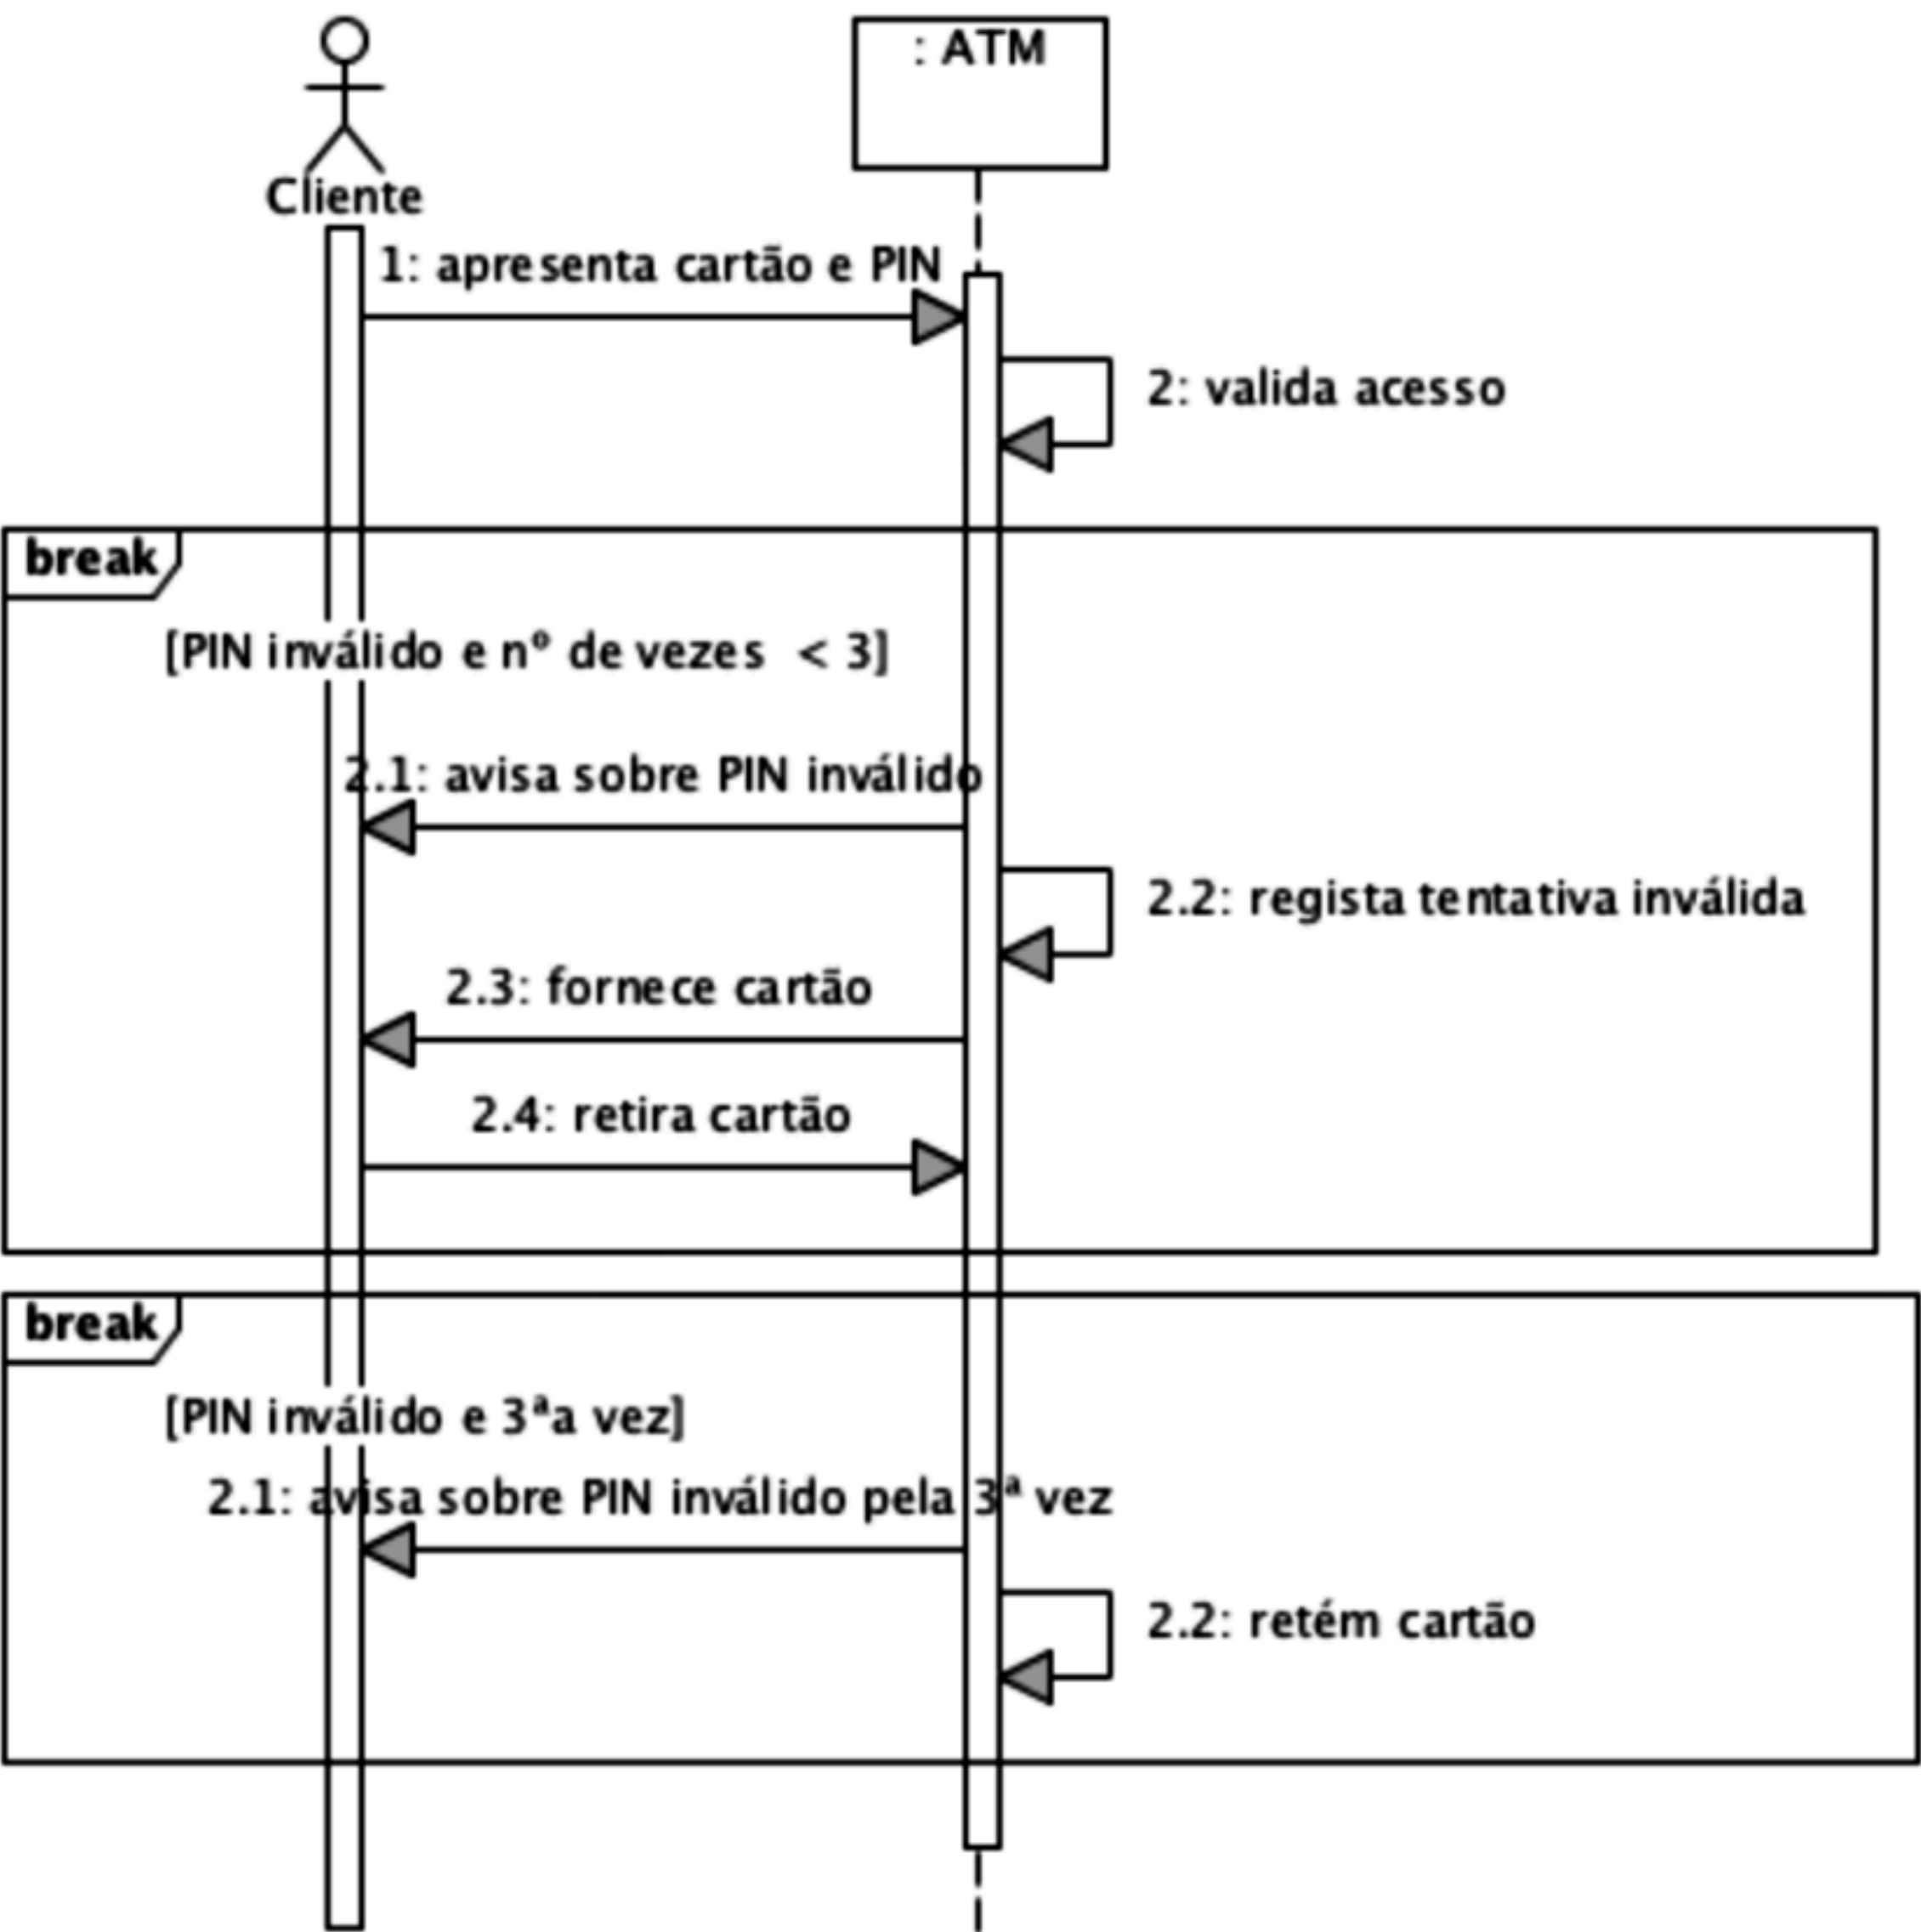 : ATM
Cliente
1: apresenta cartão e PIN
2: valida acesso
break
[PIN inválido e nº de vezes < 3]
2.1: avisa sobre PIN inválido
2.2: regista tentativa inválida
2.3: fornece cartão
2.4: retira cartão
break
[PIN inválido e 3ªa vez]
2.1: avisa sobre PIN inválido pela 3ª vez
2.2: retém cartão